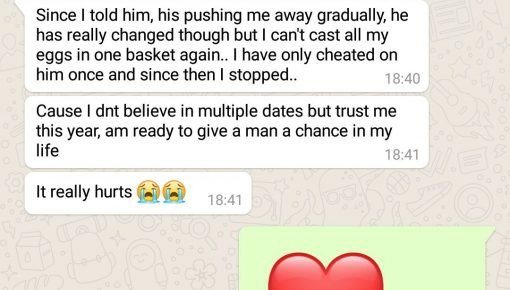 Since I told him, his pushing me away gradually, he
has really changed though but I can't cast all my
eggs in one basket again.. I have only cheated on
him once and since then I stopped..
18:40
Cause I dnt believe in multiple dates but trust me
this year, am ready to give a man a chance in my
life
18:41
It really hurts 😭😭
18:41